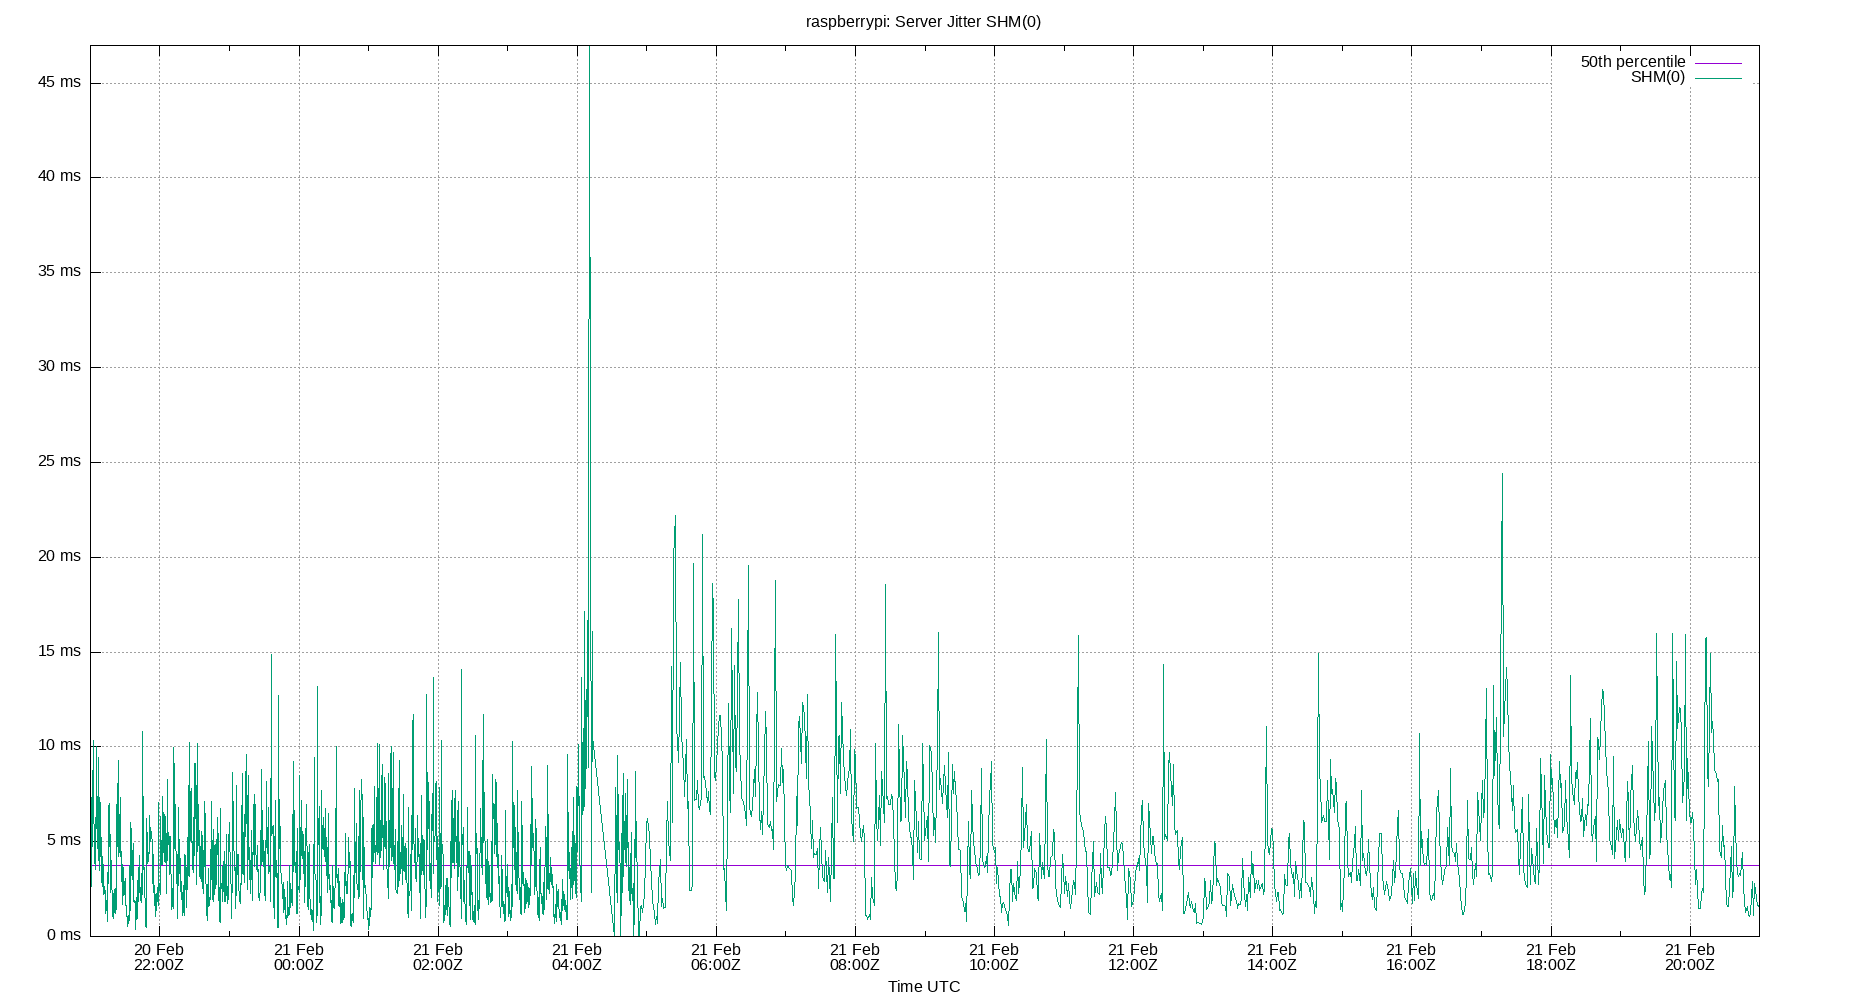 raspberrypi: Server Jitter SHM(0)
50th percentile
SHM(0)
45 ms
40 ms
35 ms
30 ms
25 ms
20 ms
15 ms
10 ms
5 ms
0 ms
20 Feb 21 Feb 21 Feb 21 Feb 21 Feb 21 Feb 21 Feb 21 Feb 21 Feb 21 Feb 21 Feb 21 Feb
22:00Z 00:00Z 02:00Z 04:00Z 06:00Z 08:00Z 10:00Z 12:00Z 14:00Z 16:00Z 18:00Z 20:00Z
Time UTC